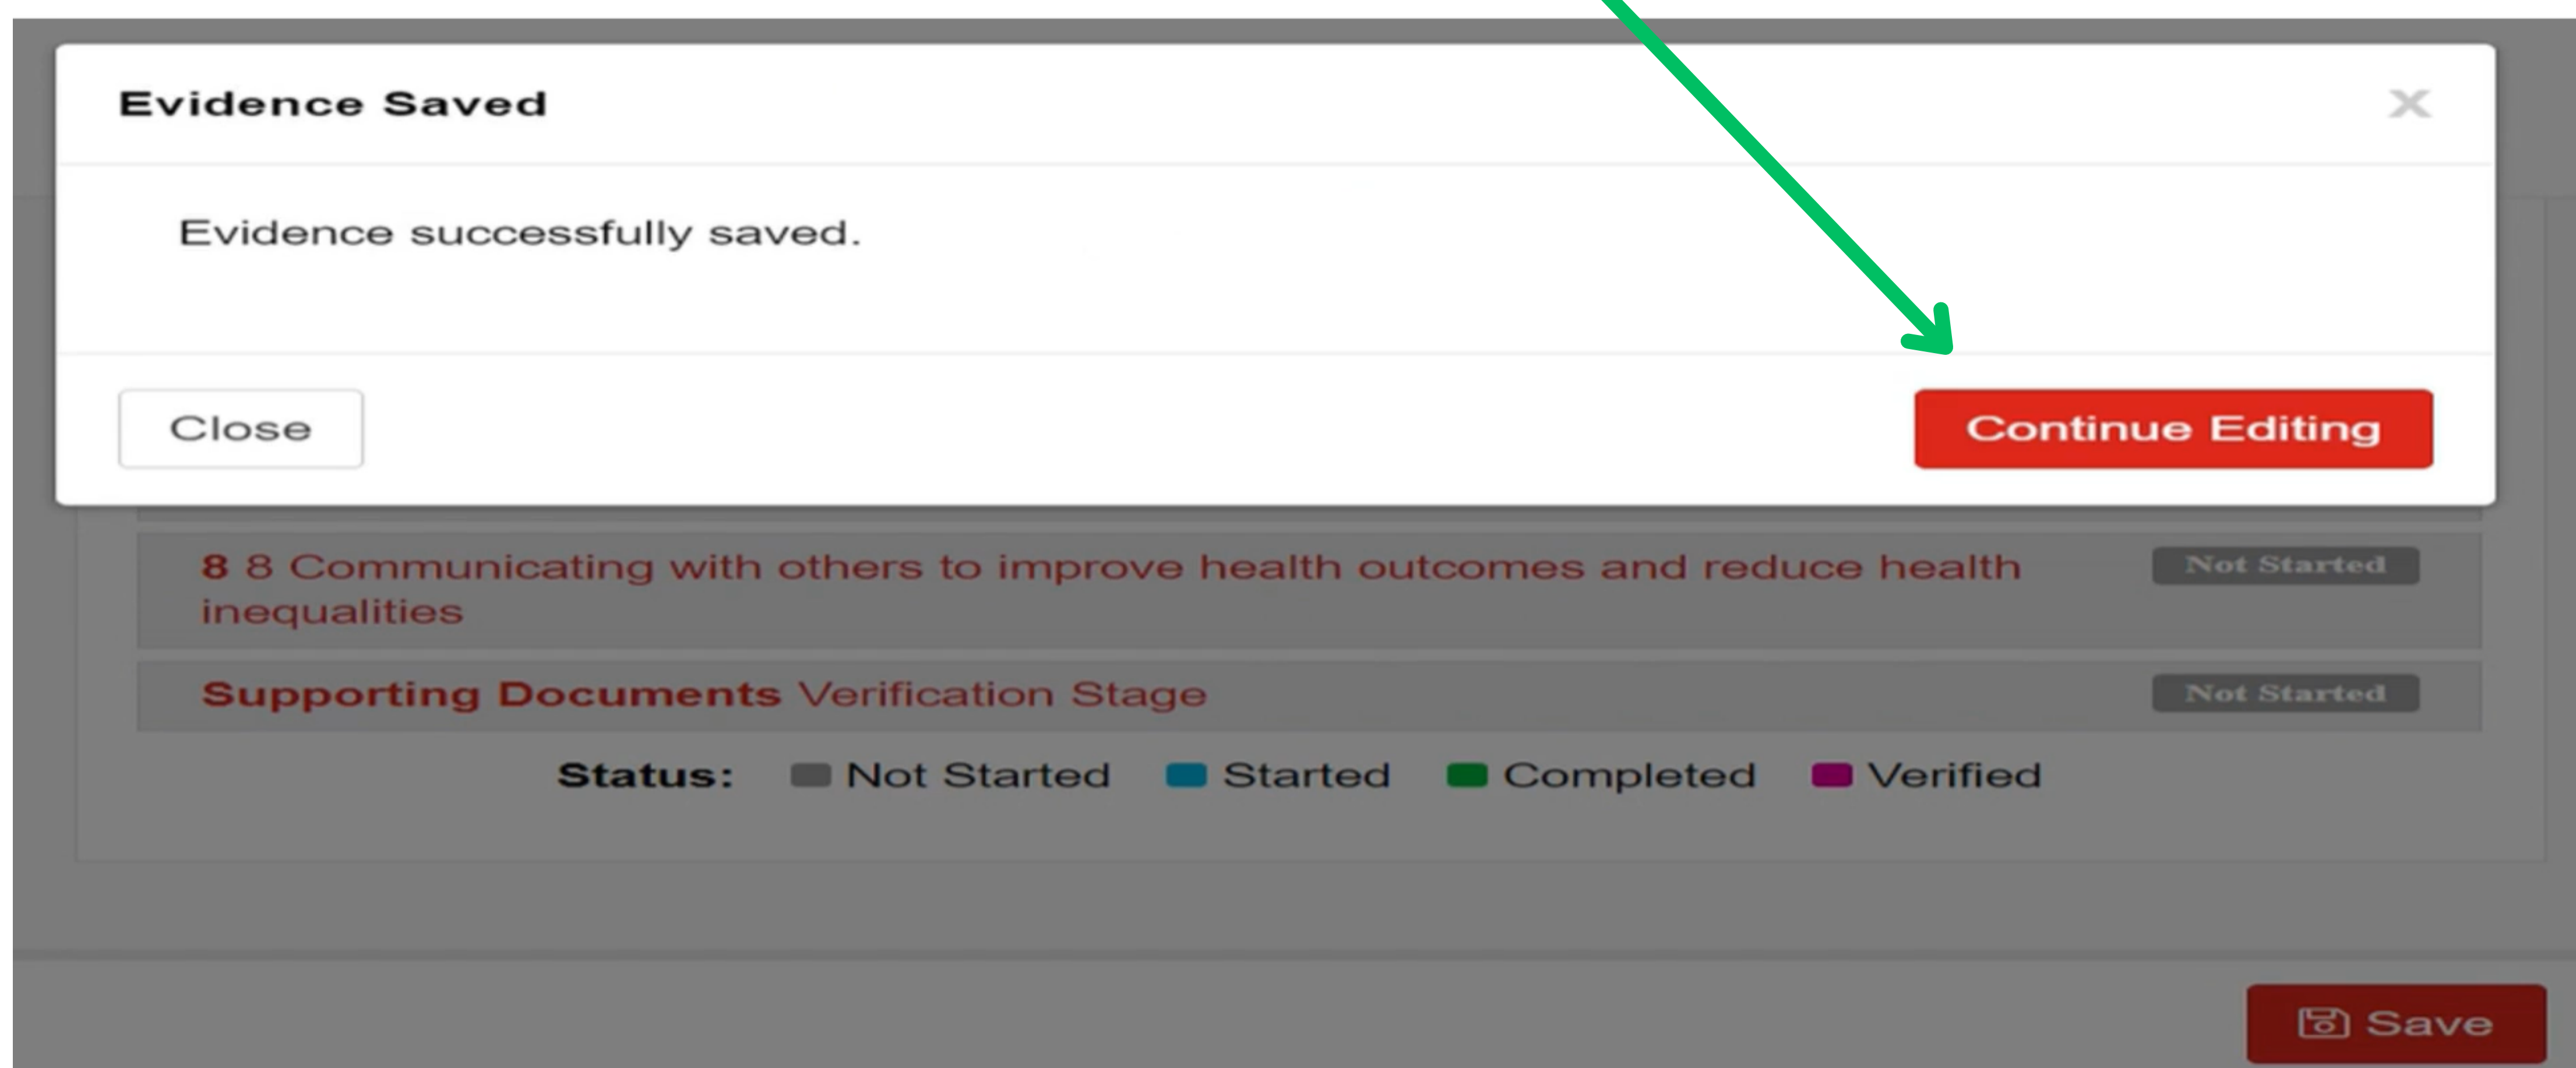 Evidence Saved
x
Evidence successfully saved.
Close
Continue Editing
8 8 Communicating with others to improve health outcomes and reduce health
inequalities
Not Started
Supporting Documents Verification Stage
Not Started
Status: Not Started Started Completed Verified
Save